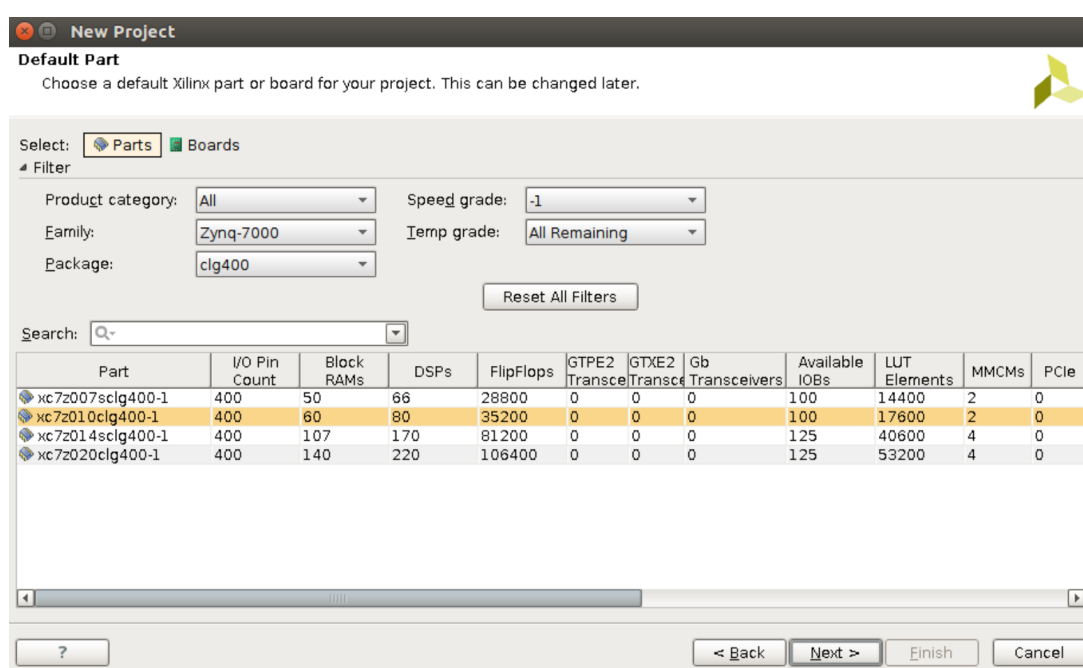 New Project
Default Part
Choose a default Xilinx part or board for your project. This can be changed later.
Select: Parts Boards
Filter
Product category: All Speed grade: -1
Family: Zynq-7000 Temp grade: All Remaining
Package: clg400
Reset All Filters
Search:
Part I/O Pin Count Block RAMs DSPs FlipFlops GTPE2 Transce GTXE2 Transce Gb Transceivers Available IOBs LUT Elements MMCMs PCIe
xc7z007sclg400-1 400 50 66 28800 0 0 0 100 14400 2 0
xc7z010clg400-1 400 60 80 35200 0 0 0 100 17600 2 0
xc7z014sclg400-1 400 107 170 81200 0 0 0 125 40600 4 0
xc7z020clg400-1 400 140 220 106400 0 0 0 125 53200 4 0
? < Back Next > Finish Cancel